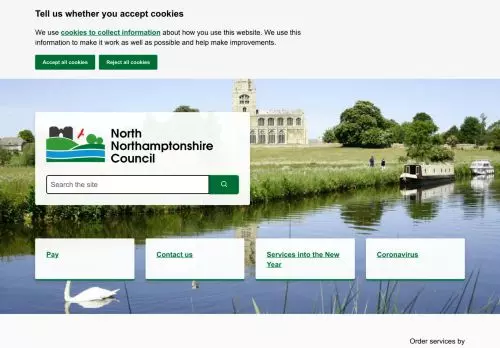 Tell us whether you accept cookies
We use cookies to collect information about how you use this website. We use this
information to make it work as well as possible and help make improvements.
Accept all cookies
Reject all cookies
North
Northamptonshire
Council
Search the site
Pay
Contact us
Services into the New
Year
Coronavirus
Order services by